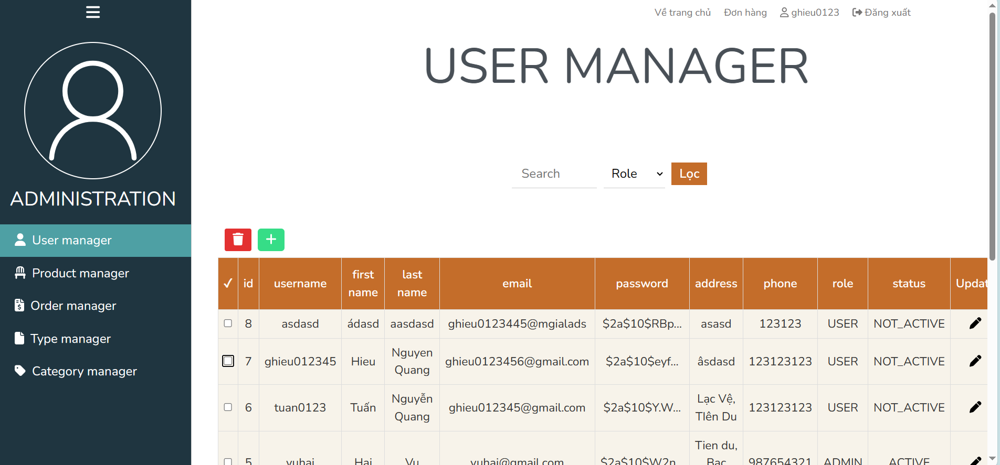 Về trang chủ Đơn hàng ghieu0123 Đăng xuất
USER MANAGER
ADMINISTRATION
User manager
Product manager
Order manager
Type manager
Category manager
Search Role Lọc
✓ id username first name last name email password address phone role status Updat
8 asdasd ádasd aasdasd ghieu0123445@mgialads $2a$10$RBp... asasd 123123 USER NOT_ACTIVE
7 ghieu012345 Hieu Nguyen Quang ghieu0123456@gmail.com $2a$10$eyf... âsdasd 123123123 USER NOT_ACTIVE
6 tuan0123 Tuấn Nguyễn Quang ghieu012345@gmail.com $2a$10$Y.W... Lạc Vệ, TIên Du 123123123 USER NOT_ACTIVE
5 vuhai Hai Vu vuhai@gmail.com $2a$10$W2n... Tien du, Bac 987654321 ADMIN ACTIVE